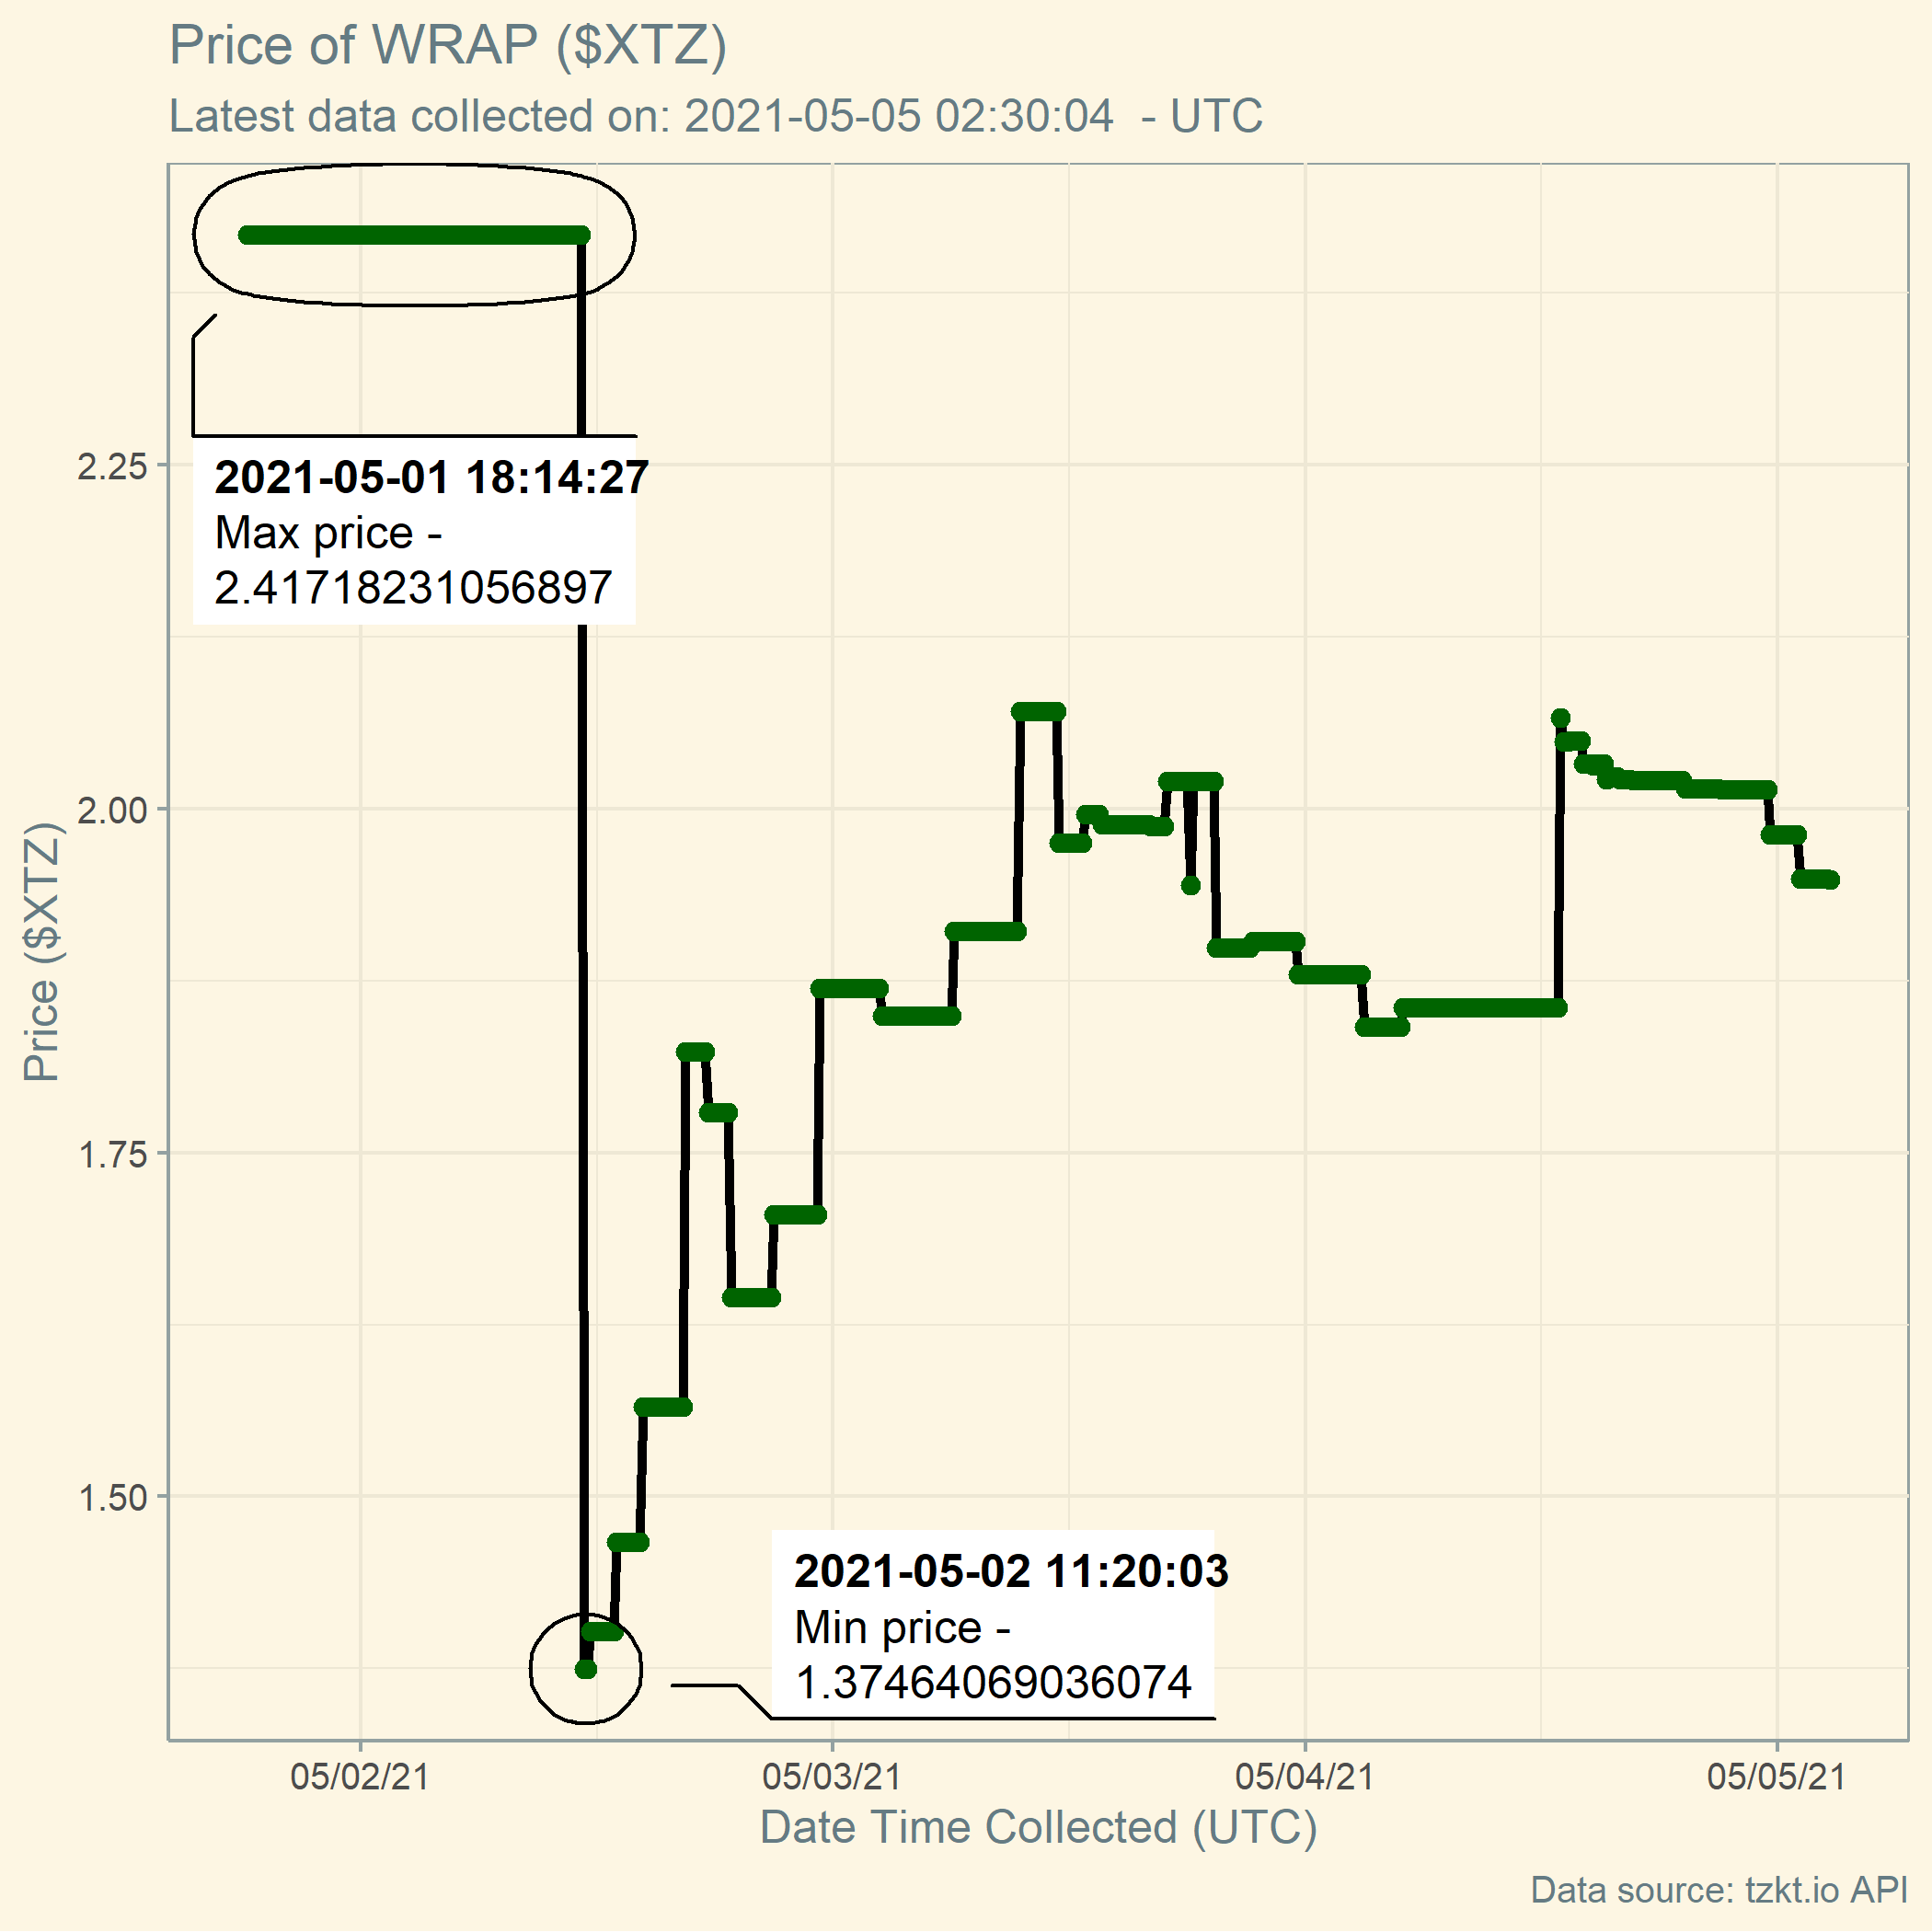 Price of WRAP ($XTZ)
Latest data collected on: 2021-05-05 02:30:04  - UTC
2021-05-01 18:14:27
Max price -
2.41718231056897
2.25
2.00
1.75
1.50
Price ($XTZ)
2021-05-02 11:20:03
Min price -
1.37464069036074
05/02/21
05/03/21
05/04/21
05/05/21
Date Time Collected (UTC)
Data source: tzkt.io API